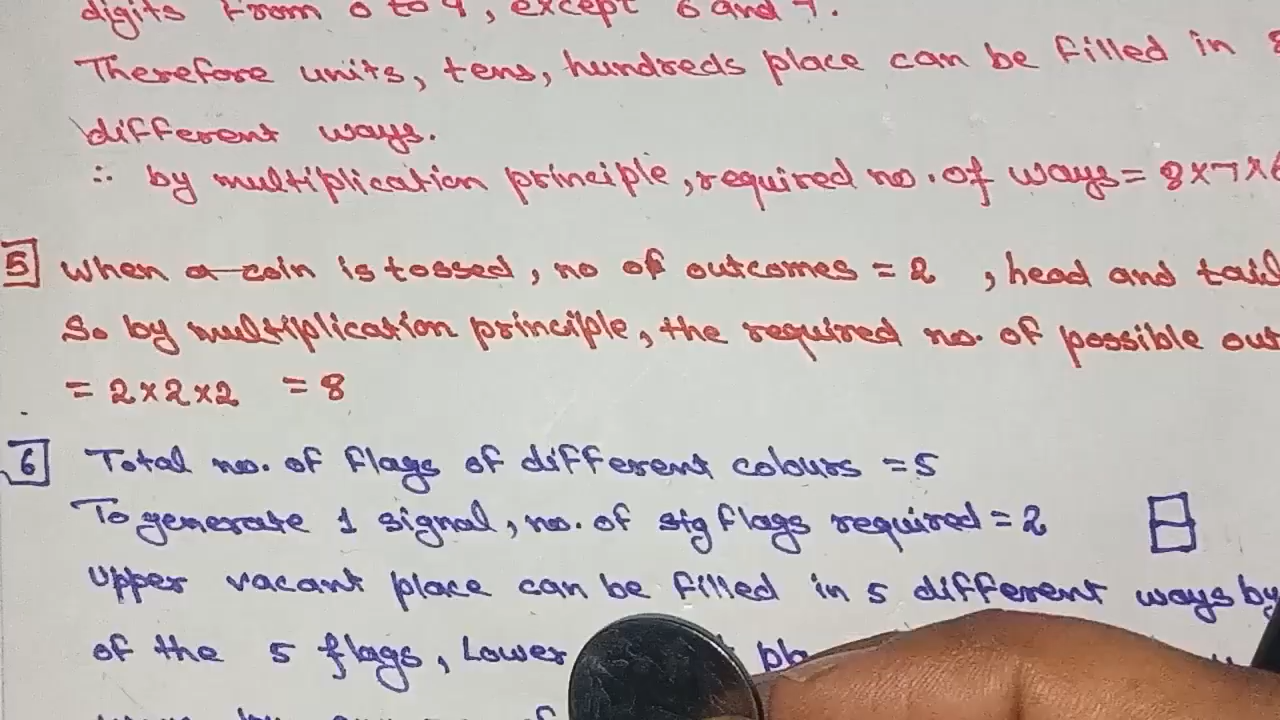 digits from 0 to 9, except 6 and 7.
Therefore units, tens, hundreds place can be filled in 8
different ways.
∴ by multiplication principle, required no. of ways = 8×7×6
5 When a coin is tossed, no of outcomes = 2 , head and tail
So by multiplication principle, the required no. of possible out
= 2×2×2 = 8
6 Total no. of flags of different colours = 5
To generate 1 signal, no. of sig flags required = 2
Upper vacant place can be filled in 5 different ways by
of the 5 flags, Lower